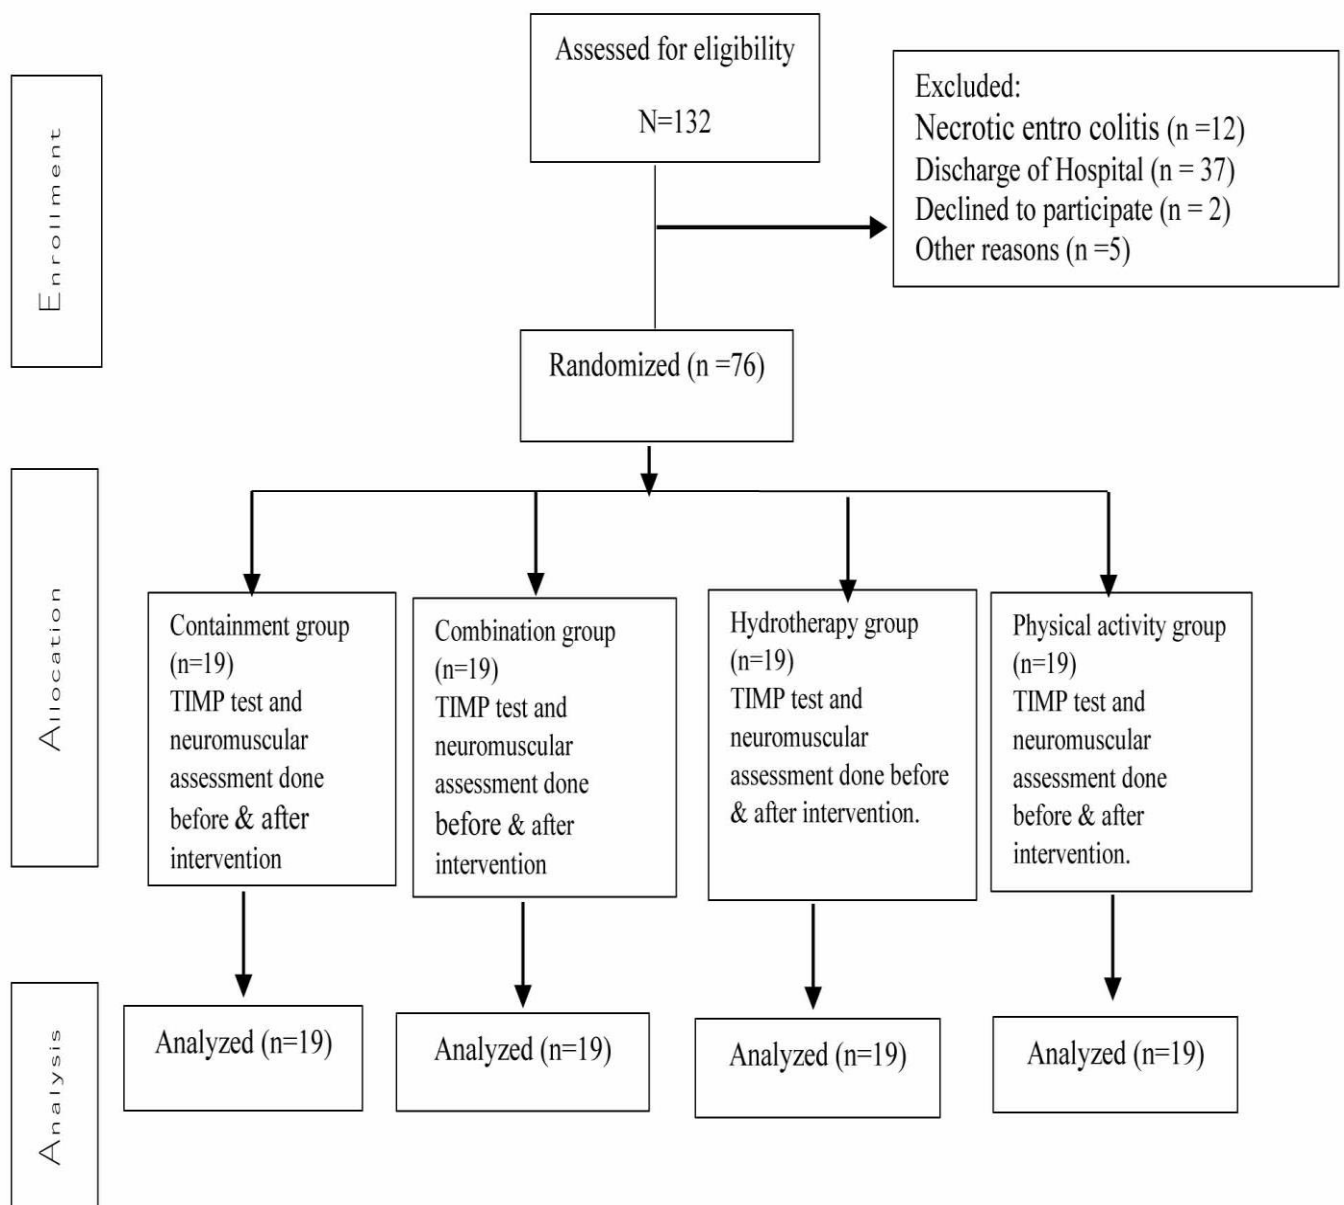 Assessed for eligibility
N=132
Excluded:
Necrotic entro colitis (n =12)
Discharge of Hospital (n = 37)
Declined to participate (n = 2)
Other reasons (n =5)
Enrollment
Randomized (n =76)
Allocation
Containment group
(n=19)
TIMP test and
neuromuscular
assessment done
before & after
intervention
Combination group
(n=19)
TIMP test and
neuromuscular
assessment done
before & after
intervention
Hydrotherapy group
(n=19)
TIMP test and
neuromuscular
assessment done before
& after intervention.
Physical activity group
(n=19)
TIMP test and
neuromuscular
assessment done
before & after
intervention.
Analysis
Analyzed (n=19)
Analyzed (n=19)
Analyzed (n=19)
Analyzed (n=19)